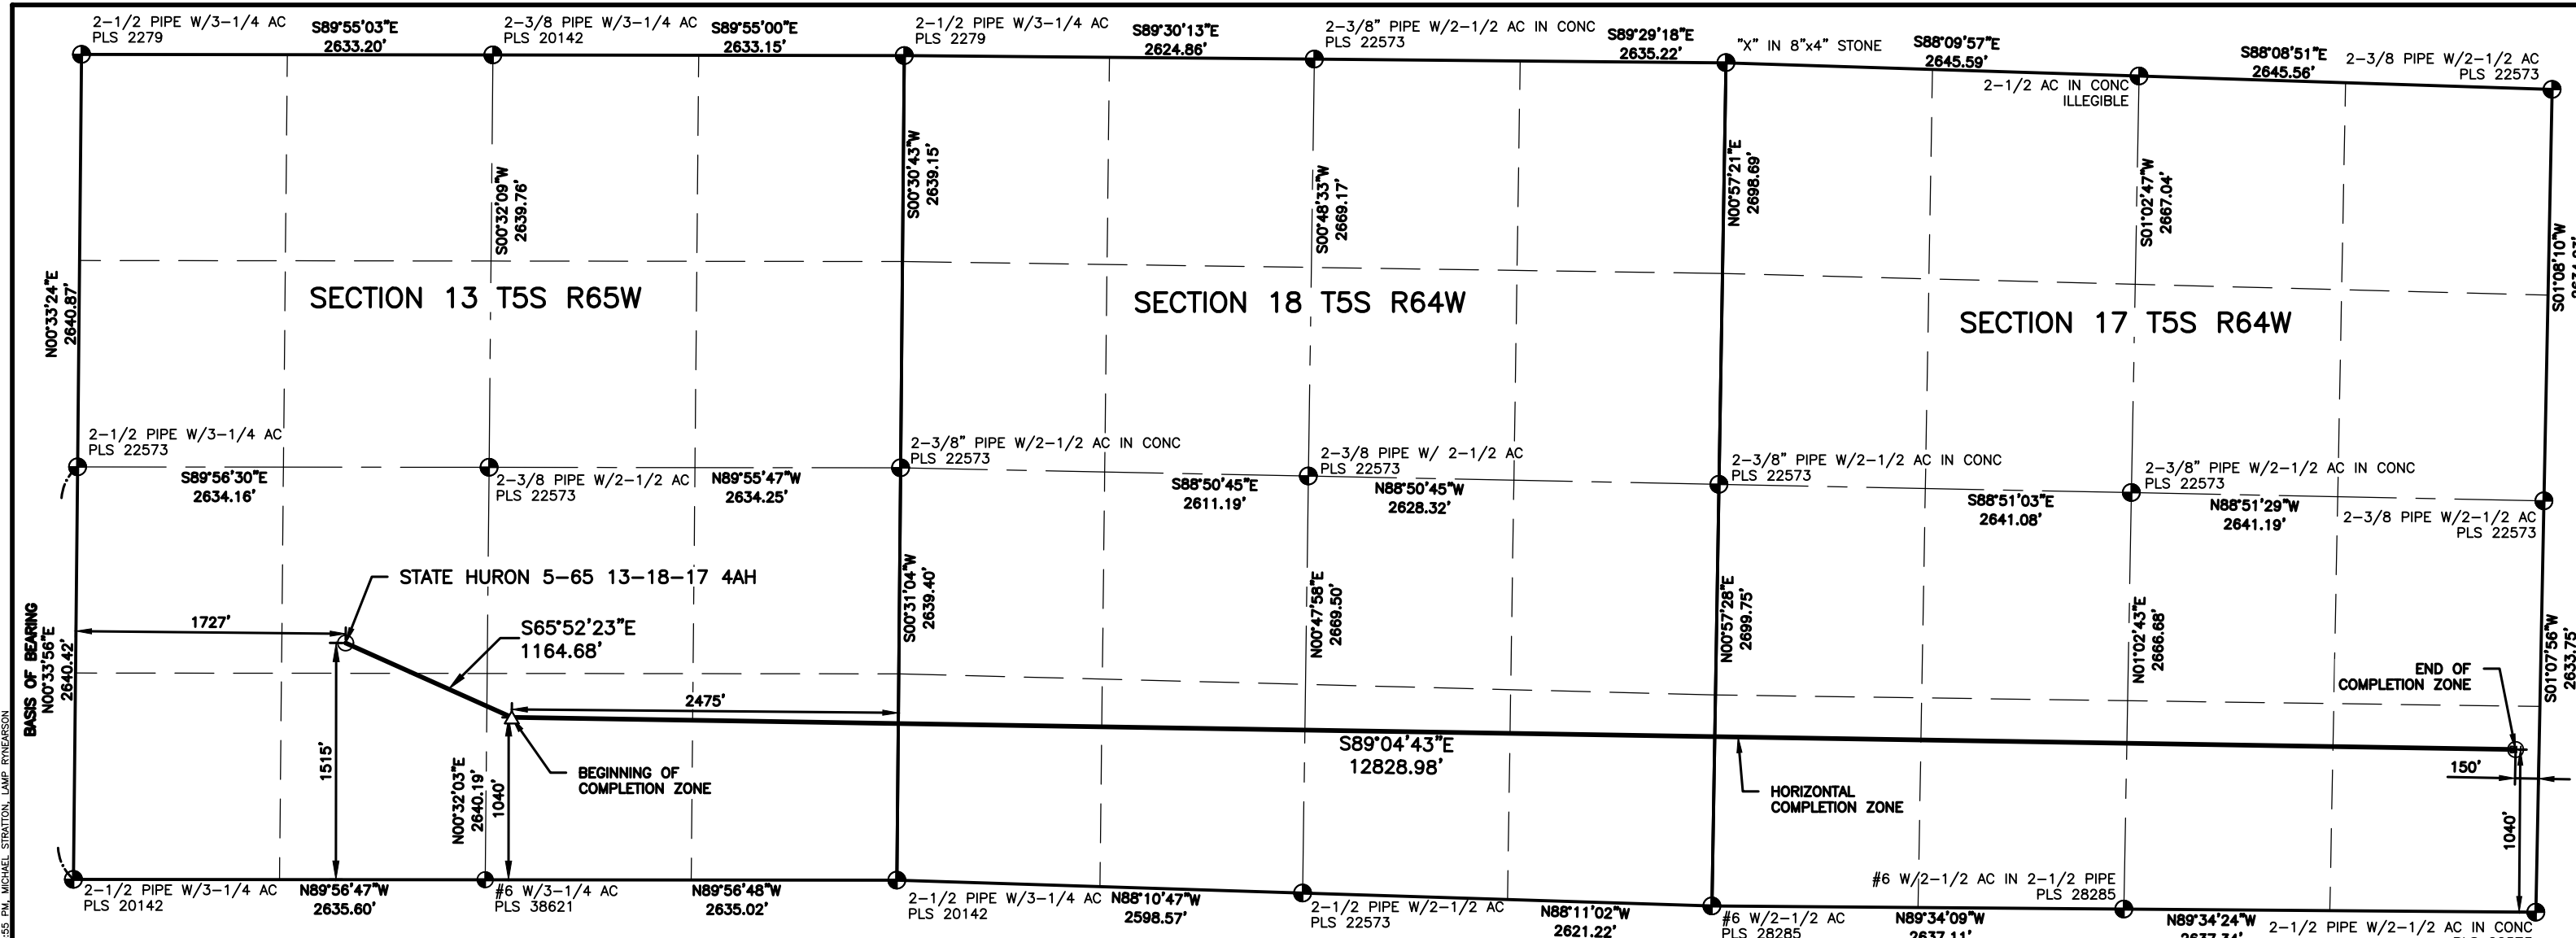 2-1/2 PIPE W/3-1/4 AC
PLS 2279
S89°55'03"E
2633.20'
2-3/8 PIPE W/3-1/4 AC
PLS 20142
S89°55'00"E
2633.15'
2-1/2 PIPE W/3-1/4 AC
PLS 2279
S89°30'13"E
2624.86'
2-3/8" PIPE W/2-1/2 AC IN CONC
PLS 22573
S89°29'18"E
2635.22'
"X" IN 8"x4" STONE
S88°09'57"E
2645.59'
2-1/2 AC IN CONC
ILLEGIBLE
S88°08'51"E
2645.56'
2-3/8 PIPE W/2-1/2 AC
PLS 22573
N00°33'24"E
2640.87'
S00°32'09"W
2639.76'
S00°30'43"W
2639.15'
S00°48'33"W
2669.17'
N00°57'21"E
2698.69'
S01°02'47"W
2667.04'
S01°08'10"W
SECTION 13 T5S R65W
SECTION 18 T5S R64W
SECTION 17 T5S R64W
2-1/2 PIPE W/3-1/4 AC
PLS 22573
S89°56'30"E
2634.16'
2-3/8 PIPE W/2-1/2 AC
PLS 22573
N89°55'47"W
2634.25'
2-3/8" PIPE W/2-1/2 AC IN CONC
PLS 22573
S88°50'45"E
2611.19'
2-3/8 PIPE W/ 2-1/2 AC
PLS 22573
N88°50'45"W
2628.32'
2-3/8" PIPE W/2-1/2 AC IN CONC
PLS 22573
S88°51'03"E
2641.08'
2-3/8" PIPE W/2-1/2 AC IN CONC
PLS 22573
N88°51'29"W
2641.19'
2-3/8 PIPE W/2-1/2 AC
PLS 22573
STATE HURON 5-65 13-18-17 4AH
1727'
S65°52'23"E
1164.68'
BASIS OF BEARING
N00°33'56"E
2640.42'
1515'
2475'
N00°32'03"E
2640.19'
1040'
BEGINNING OF
COMPLETION ZONE
S00°31'04"W
2639.40'
N00°47'58"E
2669.50'
S89°04'43"E
12828.98'
N00°57'28"E
2699.75'
HORIZONTAL
COMPLETION ZONE
N01°02'43"E
2666.68'
END OF
COMPLETION ZONE
S01°07'56"W
2633.75'
150'
1040'
:55 PM, MICHAEL STRATTON, LAMP RYNEARSON
2-1/2 PIPE W/3-1/4 AC
PLS 20142
N89°56'47"W
2635.60'
#6 W/3-1/4 AC
PLS 38621
N89°56'48"W
2635.02'
2-1/2 PIPE W/3-1/4 AC
PLS 20142
N88°10'47"W
2598.57'
2-1/2 PIPE W/2-1/2 AC
PLS 22573
N88°11'02"W
2621.22'
#6 W/2-1/2 AC
PLS 28285
#6 W/2-1/2 AC IN 2-1/2 PIPE
PLS 28285
N89°34'09"W
2637.11'
N89°34'24"W
2637.34'
2-1/2 PIPE W/2-1/2 AC IN CONC